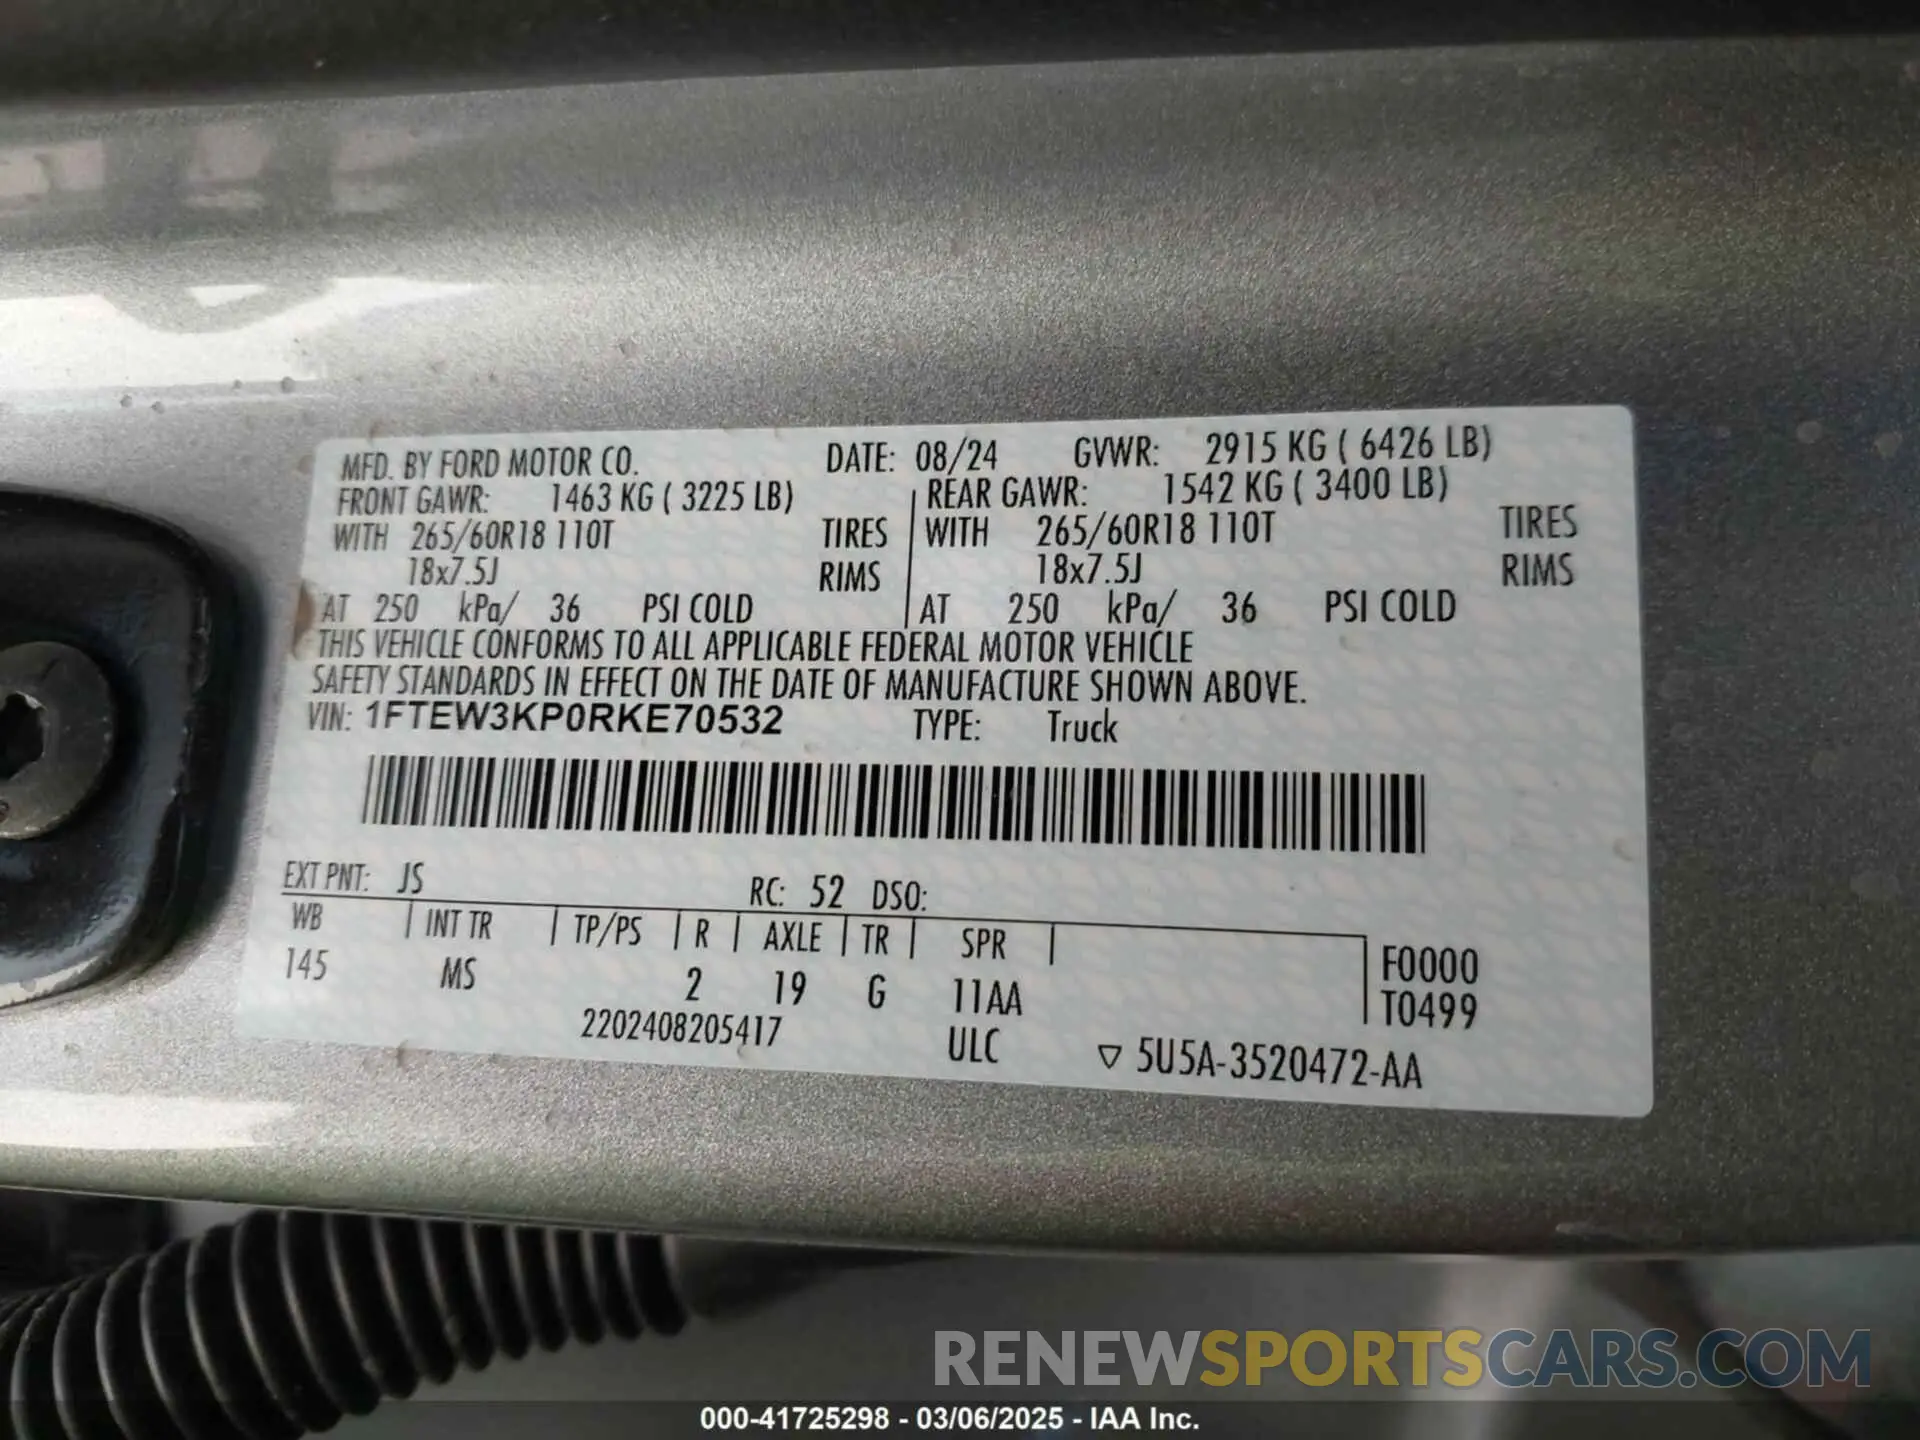 MFD. BY FORD MOTOR CO. DATE: 08/24 GVWR: 2915 KG ( 6426 LB)
FRONT GAWR: 1463 KG ( 3225 LB) REAR GAWR: 1542 KG ( 3400 LB)
WITH 265/60R18 110T TIRES WITH 265/60R18 110T TIRES
18x7.5J RIMS 18x7.5J RIMS
AT 250 kPa/ 36 PSI COLD AT 250 kPa/ 36 PSI COLD
THIS VEHICLE CONFORMS TO ALL APPLICABLE FEDERAL MOTOR VEHICLE
SAFETY STANDARDS IN EFFECT ON THE DATE OF MANUFACTURE SHOWN ABOVE.
VIN: 1FTEW3KP0RKE70532 TYPE: Truck
EXT PNT: JS RC: 52 DSO:
WB INT TR TP/PS R AXLE TR SPR F0000
145 MS 2 19 G 11AA T0499
2202408205417 ULC ▽ 5U5A-3520472-AA
RENEWSPORTSCARS.COM
000-41725298 - 03/06/2025 - IAA Inc.